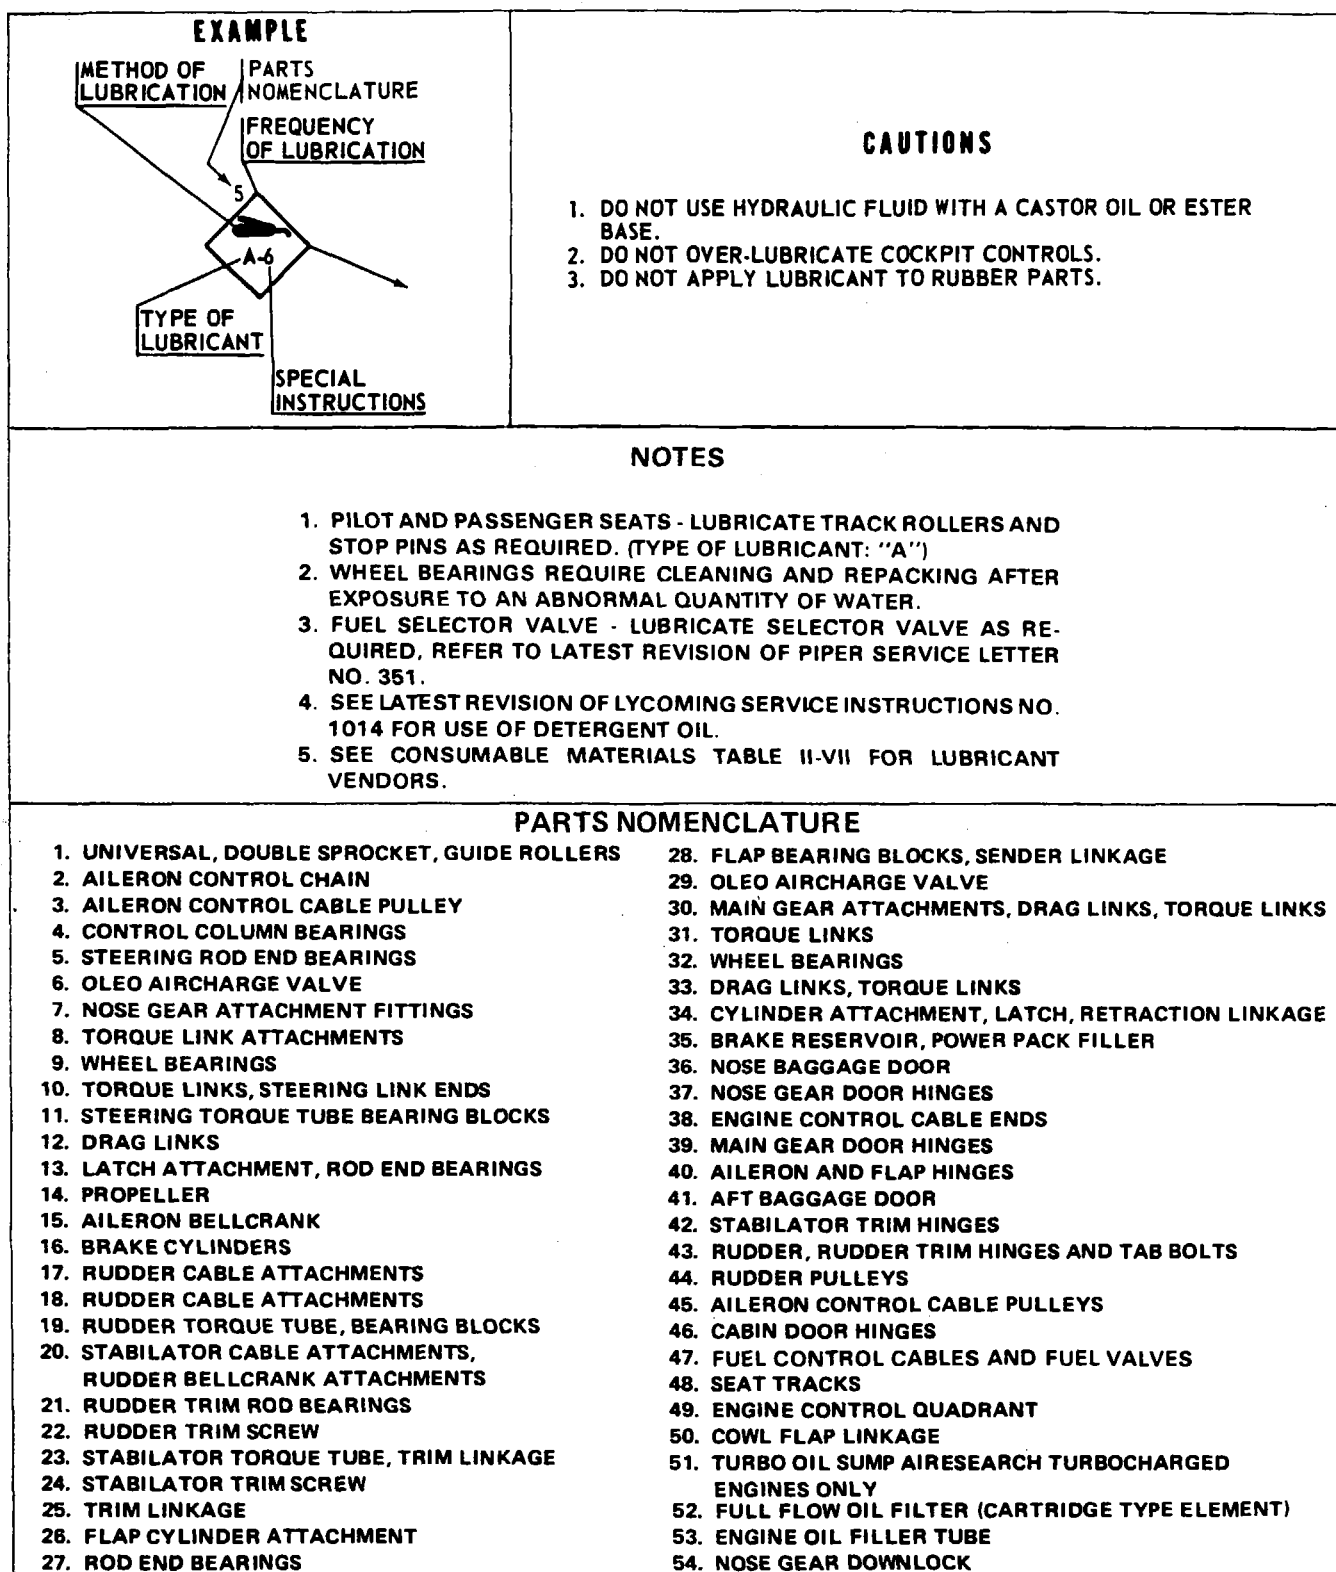 EXAMPLE
METHOD OF
LUBRICATION
PARTS
NOMENCLATURE
FREQUENCY
OF LUBRICATION
5
A-6
TYPE OF
LUBRICANT
SPECIAL
INSTRUCTIONS
CAUTIONS
1. DO NOT USE HYDRAULIC FLUID WITH A CASTOR OIL OR ESTER
BASE.
2. DO NOT OVER-LUBRICATE COCKPIT CONTROLS.
3. DO NOT APPLY LUBRICANT TO RUBBER PARTS.
NOTES
1. PILOT AND PASSENGER SEATS - LUBRICATE TRACK ROLLERS AND
STOP PINS AS REQUIRED. (TYPE OF LUBRICANT: "A")
2. WHEEL BEARINGS REQUIRE CLEANING AND REPACKING AFTER
EXPOSURE TO AN ABNORMAL QUANTITY OF WATER.
3. FUEL SELECTOR VALVE - LUBRICATE SELECTOR VALVE AS RE-
QUIRED, REFER TO LATEST REVISION OF PIPER SERVICE LETTER
NO. 351.
4. SEE LATEST REVISION OF LYCOMING SERVICE INSTRUCTIONS NO.
1014 FOR USE OF DETERGENT OIL.
5. SEE CONSUMABLE MATERIALS TABLE II-VII FOR LUBRICANT
VENDORS.
PARTS NOMENCLATURE
1. UNIVERSAL, DOUBLE SPROCKET, GUIDE ROLLERS
2. AILERON CONTROL CHAIN
3. AILERON CONTROL CABLE PULLEY
4. CONTROL COLUMN BEARINGS
5. STEERING ROD END BEARINGS
6. OLEO AIRCHARGE VALVE
7. NOSE GEAR ATTACHMENT FITTINGS
8. TORQUE LINK ATTACHMENTS
9. WHEEL BEARINGS
10. TORQUE LINKS, STEERING LINK ENDS
11. STEERING TORQUE TUBE BEARING BLOCKS
12. DRAG LINKS
13. LATCH ATTACHMENT, ROD END BEARINGS
14. PROPELLER
15. AILERON BELLCRANK
16. BRAKE CYLINDERS
17. RUDDER CABLE ATTACHMENTS
18. RUDDER CABLE ATTACHMENTS
19. RUDDER TORQUE TUBE, BEARING BLOCKS
20. STABILATOR CABLE ATTACHMENTS,
RUDDER BELLCRANK ATTACHMENTS
21. RUDDER TRIM ROD BEARINGS
22. RUDDER TRIM SCREW
23. STABILATOR TORQUE TUBE, TRIM LINKAGE
24. STABILATOR TRIM SCREW
25. TRIM LINKAGE
26. FLAP CYLINDER ATTACHMENT
27. ROD END BEARINGS
28. FLAP BEARING BLOCKS, SENDER LINKAGE
29. OLEO AIRCHARGE VALVE
30. MAIN GEAR ATTACHMENTS, DRAG LINKS, TORQUE LINKS
31. TORQUE LINKS
32. WHEEL BEARINGS
33. DRAG LINKS, TORQUE LINKS
34. CYLINDER ATTACHMENT, LATCH, RETRACTION LINKAGE
35. BRAKE RESERVOIR, POWER PACK FILLER
36. NOSE BAGGAGE DOOR
37. NOSE GEAR DOOR HINGES
38. ENGINE CONTROL CABLE ENDS
39. MAIN GEAR DOOR HINGES
40. AILERON AND FLAP HINGES
41. AFT BAGGAGE DOOR
42. STABILATOR TRIM HINGES
43. RUDDER, RUDDER TRIM HINGES AND TAB BOLTS
44. RUDDER PULLEYS
45. AILERON CONTROL CABLE PULLEYS
46. CABIN DOOR HINGES
47. FUEL CONTROL CABLES AND FUEL VALVES
48. SEAT TRACKS
49. ENGINE CONTROL QUADRANT
50. COWL FLAP LINKAGE
51. TURBO OIL SUMP AIRESEARCH TURBOCHARGED
ENGINES ONLY
52. FULL FLOW OIL FILTER (CARTRIDGE TYPE ELEMENT)
53. ENGINE OIL FILLER TUBE
54. NOSE GEAR DOWNLOCK